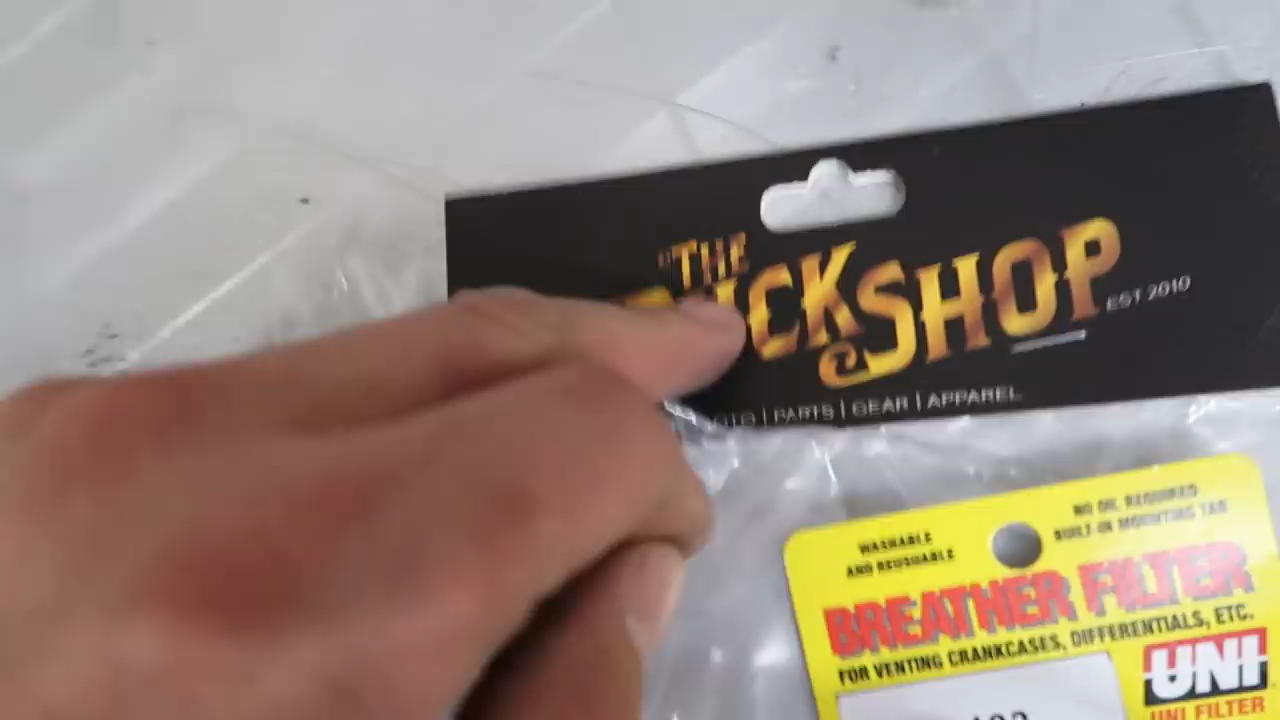 THE
SHOP
EST 2010
| PARTS | GEAR | APPAREL
WASHABLE
AND REUSABLE
NO OIL REQUIRED
BUILT-IN MOUNTING TAB
BREATHER FILTER
FOR VENTING CRANKCASES, DIFFERENTIALS, ETC.
UNI
UNI FILTER